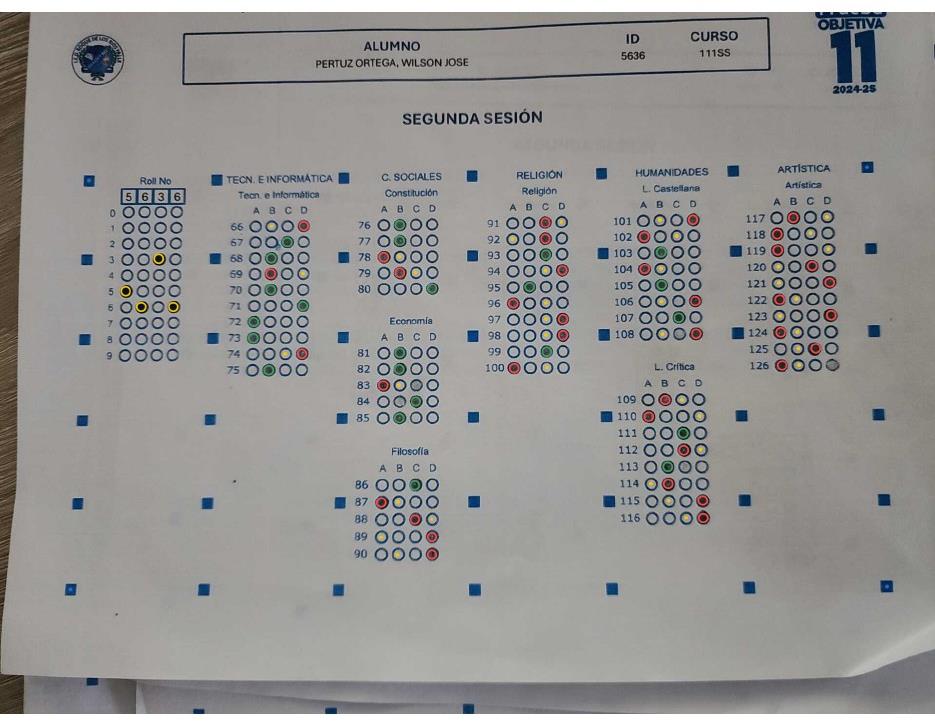 ALUMNO
PERTUZ ORTEGA, WILSON JOSE
ID
5636
CURSO
111SS
OBJETIVA
11
2024-25
SEGUNDA SESIÓN
Roll No
5 6 3 6
0
1
2
3
4
5
6
7
8
9
TECN. E INFORMÁTICA
Tecn. e Informática
A B C D
66
67
68
69
70
71
72
73
74
75
C. SOCIALES
Constitución
A B C D
76
77
78
79
80
Economía
A B C D
81
82
83
84
85
Filosofía
A B C D
86
87
88
89
90
RELIGIÓN
Religión
A B C D
91
92
93
94
95
96
97
98
99
100
HUMANIDADES
L. Castellana
A B C D
101
102
103
104
105
106
107
108
L. Crítica
A B C D
109
110
111
112
113
114
115
116
ARTÍSTICA
Artística
A B C D
117
118
119
120
121
122
123
124
125
126